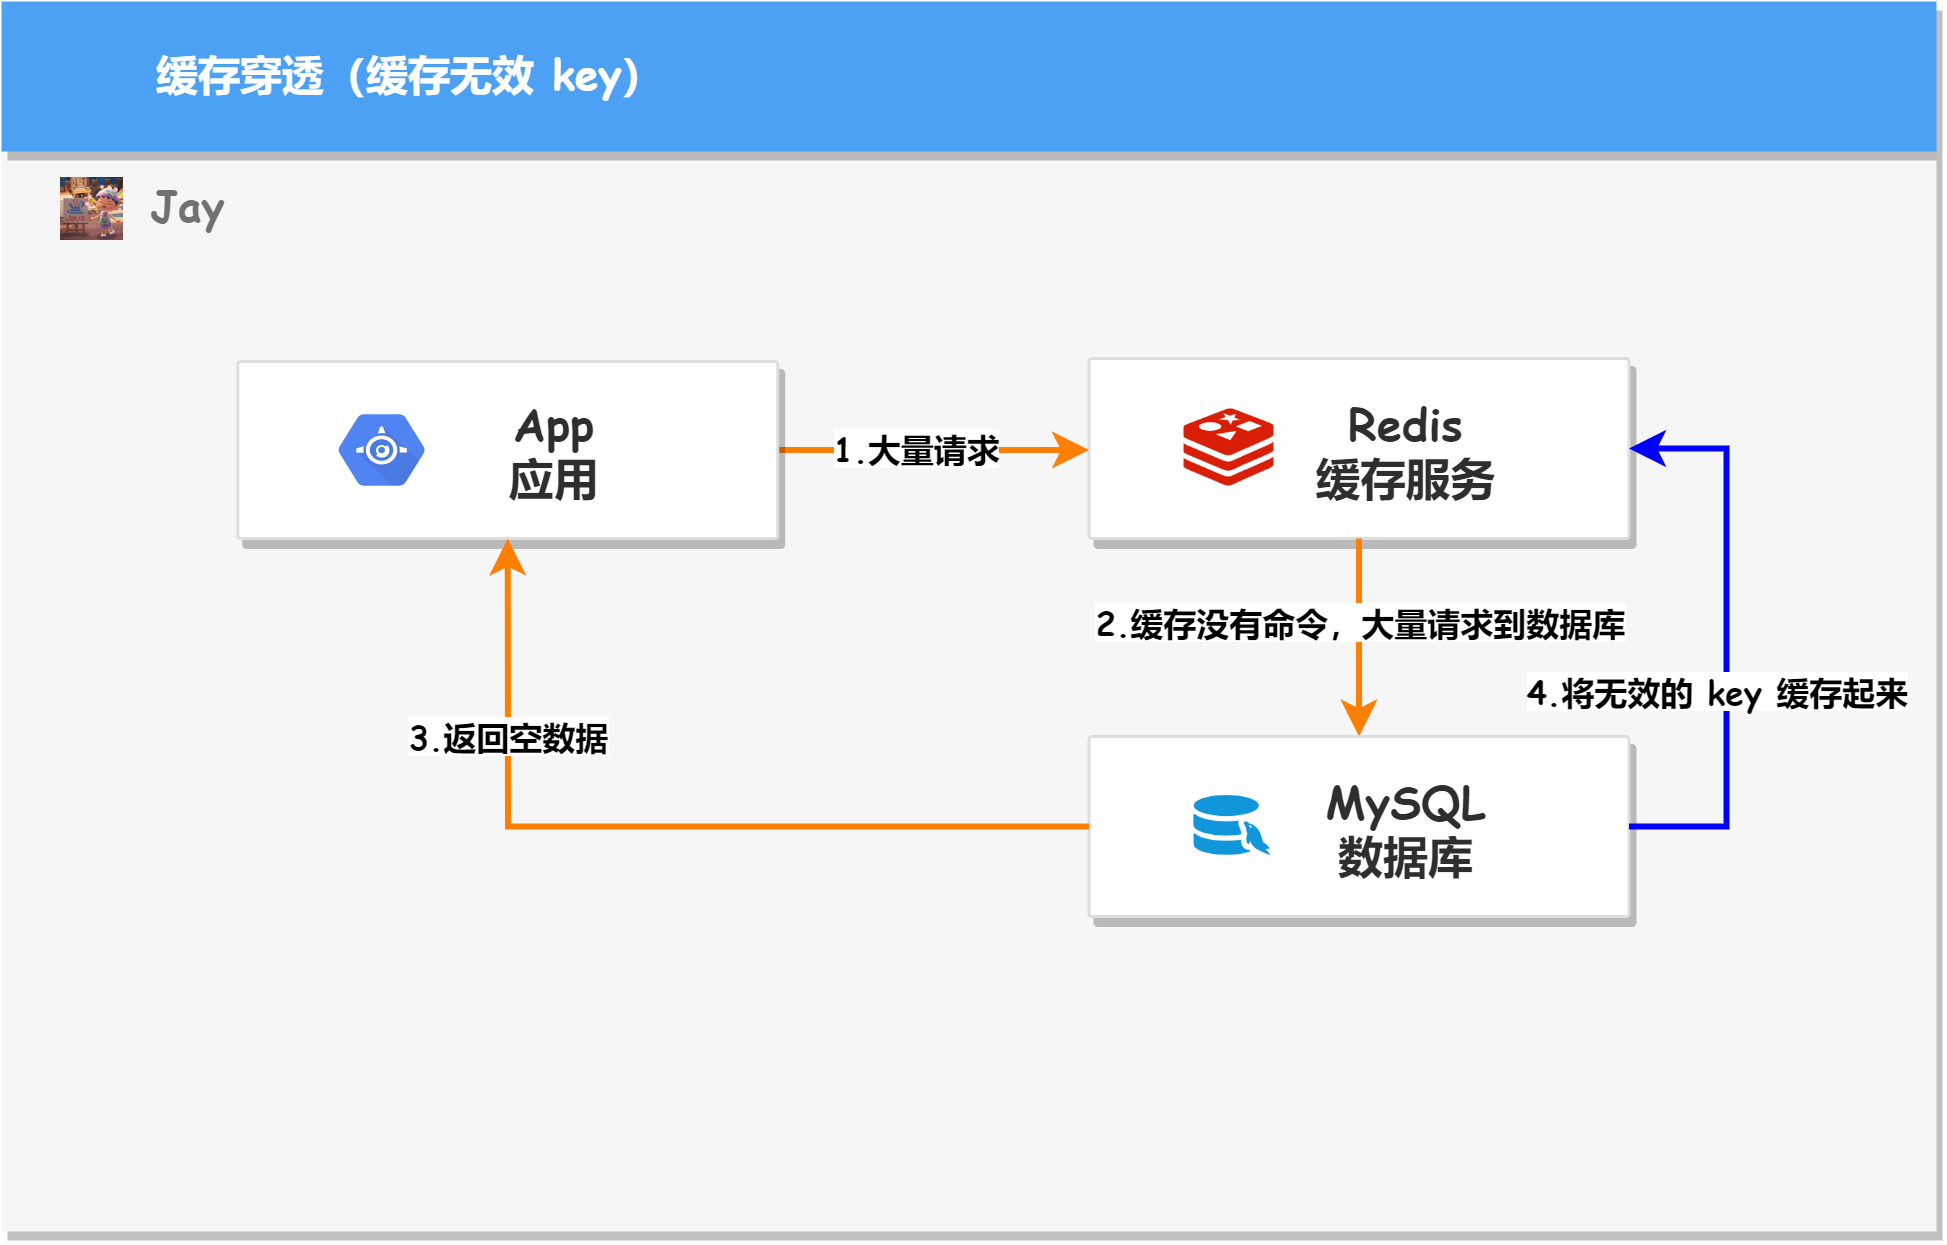 缓存穿透（缓存无效 key）
Jay
App
应用
1.大量请求
Redis
缓存服务
2.缓存没有命令，大量请求到数据库
4.将无效的 key 缓存起来
3.返回空数据
MySQL
数据库